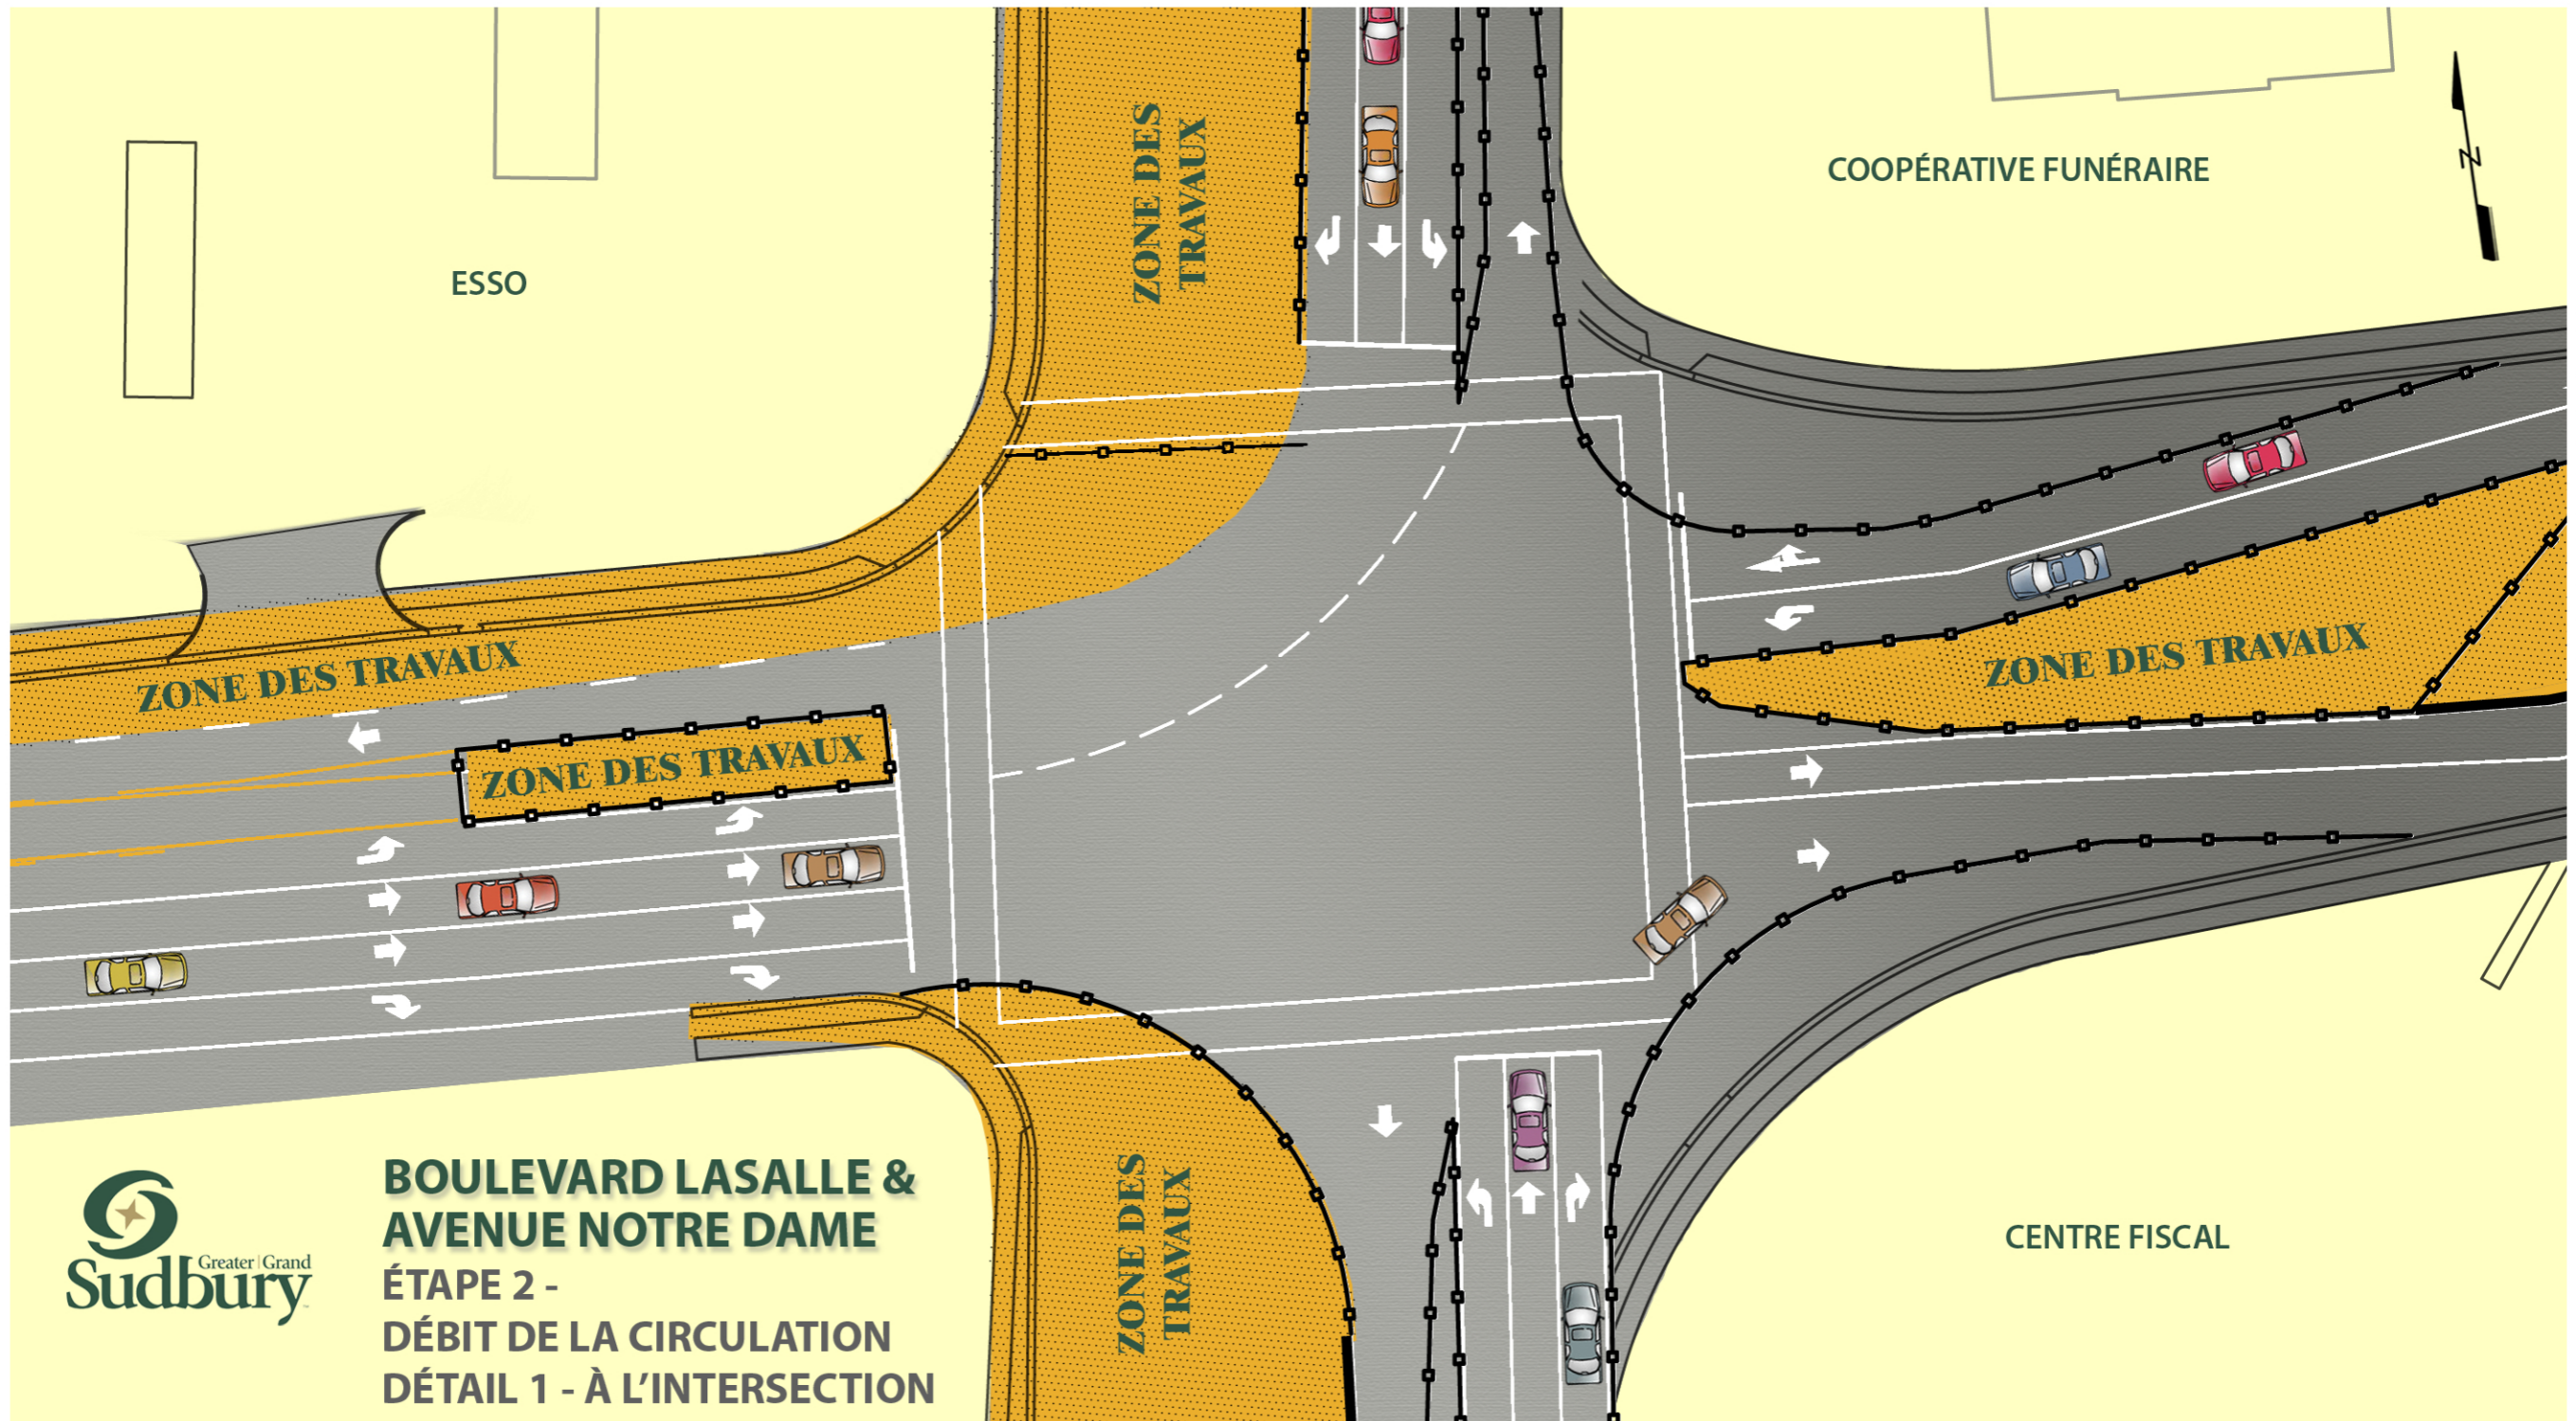 ZONE DES
TRAVAUX
COOPÉRATIVE FUNÉRAIRE
N
ESSO
ZONE DES TRAVAUX
ZONE DES TRAVAUX
ZONE DES TRAVAUX
ZONE DES
TRAVAUX
CENTRE FISCAL
Greater | Grand
Sudbury
BOULEVARD LASALLE &
AVENUE NOTRE DAME
ÉTAPE 2 -
DÉBIT DE LA CIRCULATION
DÉTAIL 1 - À L'INTERSECTION